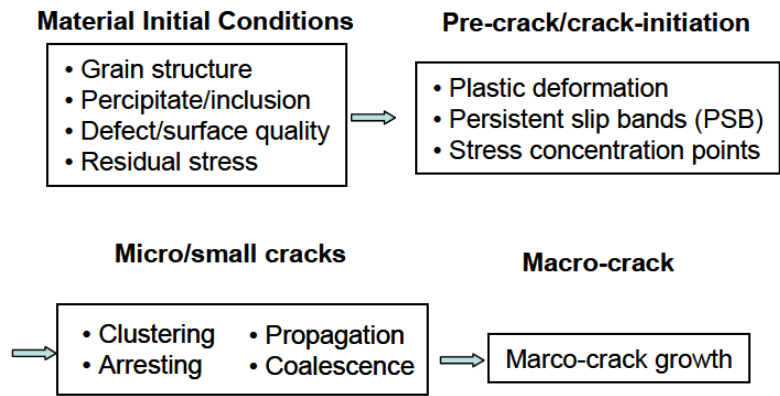 Material Initial Conditions
• Grain structure
• Percipitate/inclusion
• Defect/surface quality
• Residual stress
Pre-crack/crack-initiation
• Plastic deformation
• Persistent slip bands (PSB)
• Stress concentration points
Micro/small cracks
• Clustering • Propagation
• Arresting • Coalescence
Macro-crack
Marco-crack growth